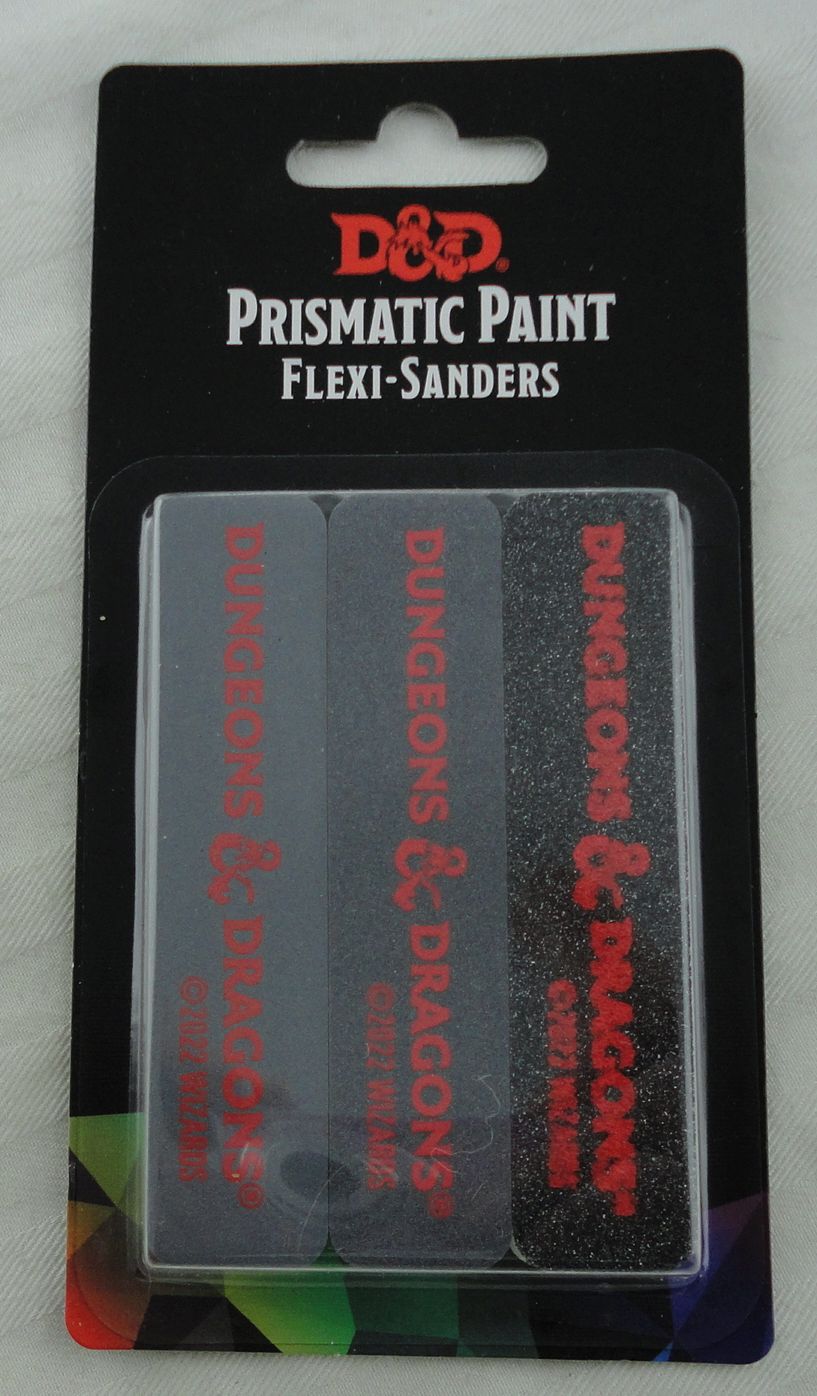 D&D®
PRISMATIC PAINT
FLEXI-SANDERS
DUNGEONS & DRAGONS®
©2022 WIZARDS
DUNGEONS & DRAGONS®
©2022 WIZARDS
DUNGEONS & DRAGONS®
©2022 WIZARDS